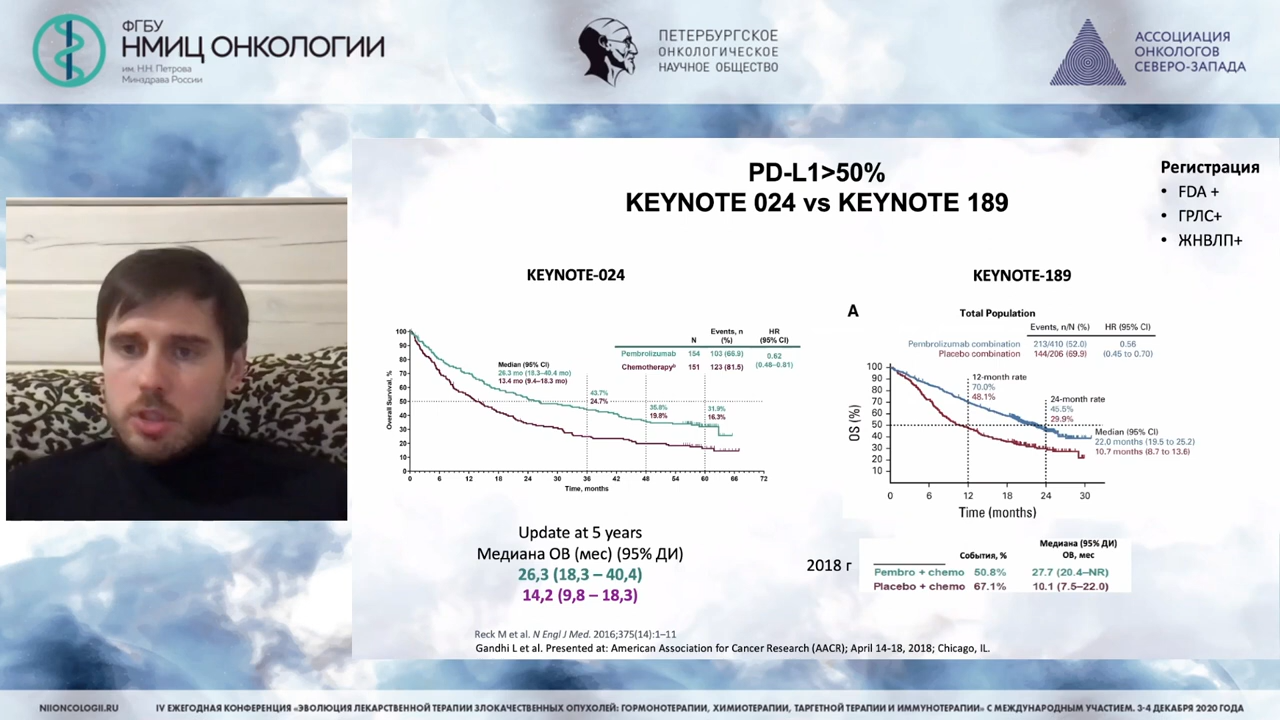 ФГБУ
НМИЦ ОНКОЛОГИИ
им. Н.Н. Петрова
Минздрава России
ПЕТЕРБУРГСКОЕ
ОНКОЛОГИЧЕСКОЕ
НАУЧНОЕ ОБЩЕСТВО
АССОЦИАЦИЯ
ОНКОЛОГОВ
СЕВЕРО-ЗАПАДА
PD-L1>50%
KEYNOTE 024 vs KEYNOTE 189
Регистрация
• FDA +
• ГРЛС+
• ЖНВЛП+
KEYNOTE-024
Events, n
HR
N
(%)
(95% CI)
Pembrolizumab 154 103 (66.9)
0.62
(0.48–0.81)
Chemotherapyᵇ 151 123 (81.5)
Median (95% CI)
26.3 mo (18.3–40.4 mo)
13.4 mo (9.4–18.3 mo)
43.7%
24.7%
35.8%
19.8%
31.9%
16.3%
Overall Survival, %
100
90
80
70
60
50
40
30
20
10
0
0 6 12 18 24 30 36 42 48 54 60 66 72
Time, months
Update at 5 years
Медиана ОВ (мес) (95% ДИ)
26,3 (18,3 – 40,4)
14,2 (9,8 – 18,3)
KEYNOTE-189
A
Total Population
Events, n/N (%) HR (95% CI)
Pembrolizumab combination 213/410 (52.0) 0.56
Placebo combination 144/206 (69.9) (0.45 to 0.70)
12-month rate
70.0%
48.1%
24-month rate
45.5%
29.9%
Median (95% CI)
22.0 months (19.5 to 25.2)
10.7 months (8.7 to 13.6)
OS (%)
100
90
80
70
60
50
40
30
20
10
0 6 12 18 24 30
Time (months)
2018 г
Медиана (95% ДИ)
События, % ОВ, мес
Pembro + chemo 50.8% 27.7 (20.4–NR)
Placebo + chemo 67.1% 10.1 (7.5–22.0)
Reck M et al. N Engl J Med. 2016;375(14):1–11
Gandhi L et al. Presented at: American Association for Cancer Research (AACR); April 14-18, 2018; Chicago, IL.
NIIONCOLOGII.RU
IV ЕЖЕГОДНАЯ КОНФЕРЕНЦИЯ «ЭВОЛЮЦИЯ ЛЕКАРСТВЕННОЙ ТЕРАПИИ ЗЛОКАЧЕСТВЕННЫХ ОПУХОЛЕЙ: ГОРМОНОТЕРАПИИ, ХИМИОТЕРАПИИ, ТАРГЕТНОЙ ТЕРАПИИ И ИММУНОТЕРАПИИ» С МЕЖДУНАРОДНЫМ УЧАСТИЕМ. 3-4 ДЕКАБРЯ 2020 ГОДА